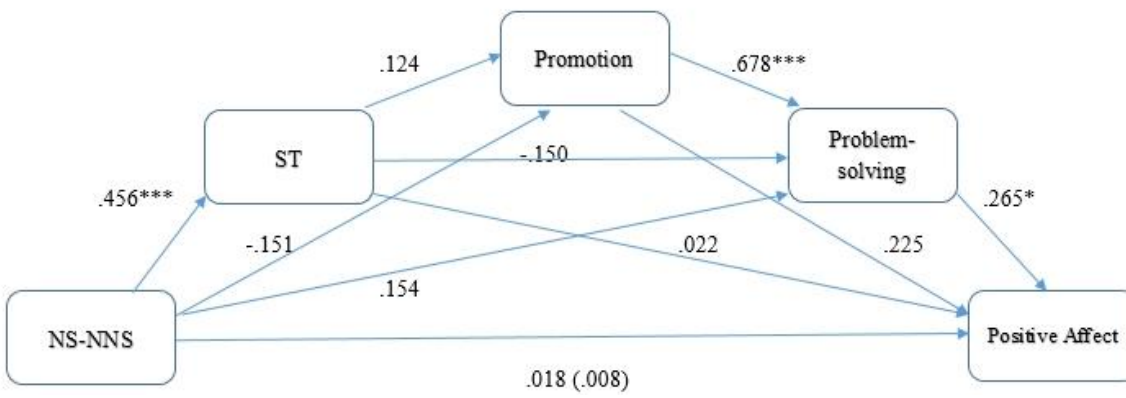 Promotion
.124
.678***
ST
-.150
Problem-
solving
.456***
.265*
-.151
.022
.225
.154
NS-NNS
Positive Affect
.018 (.008)